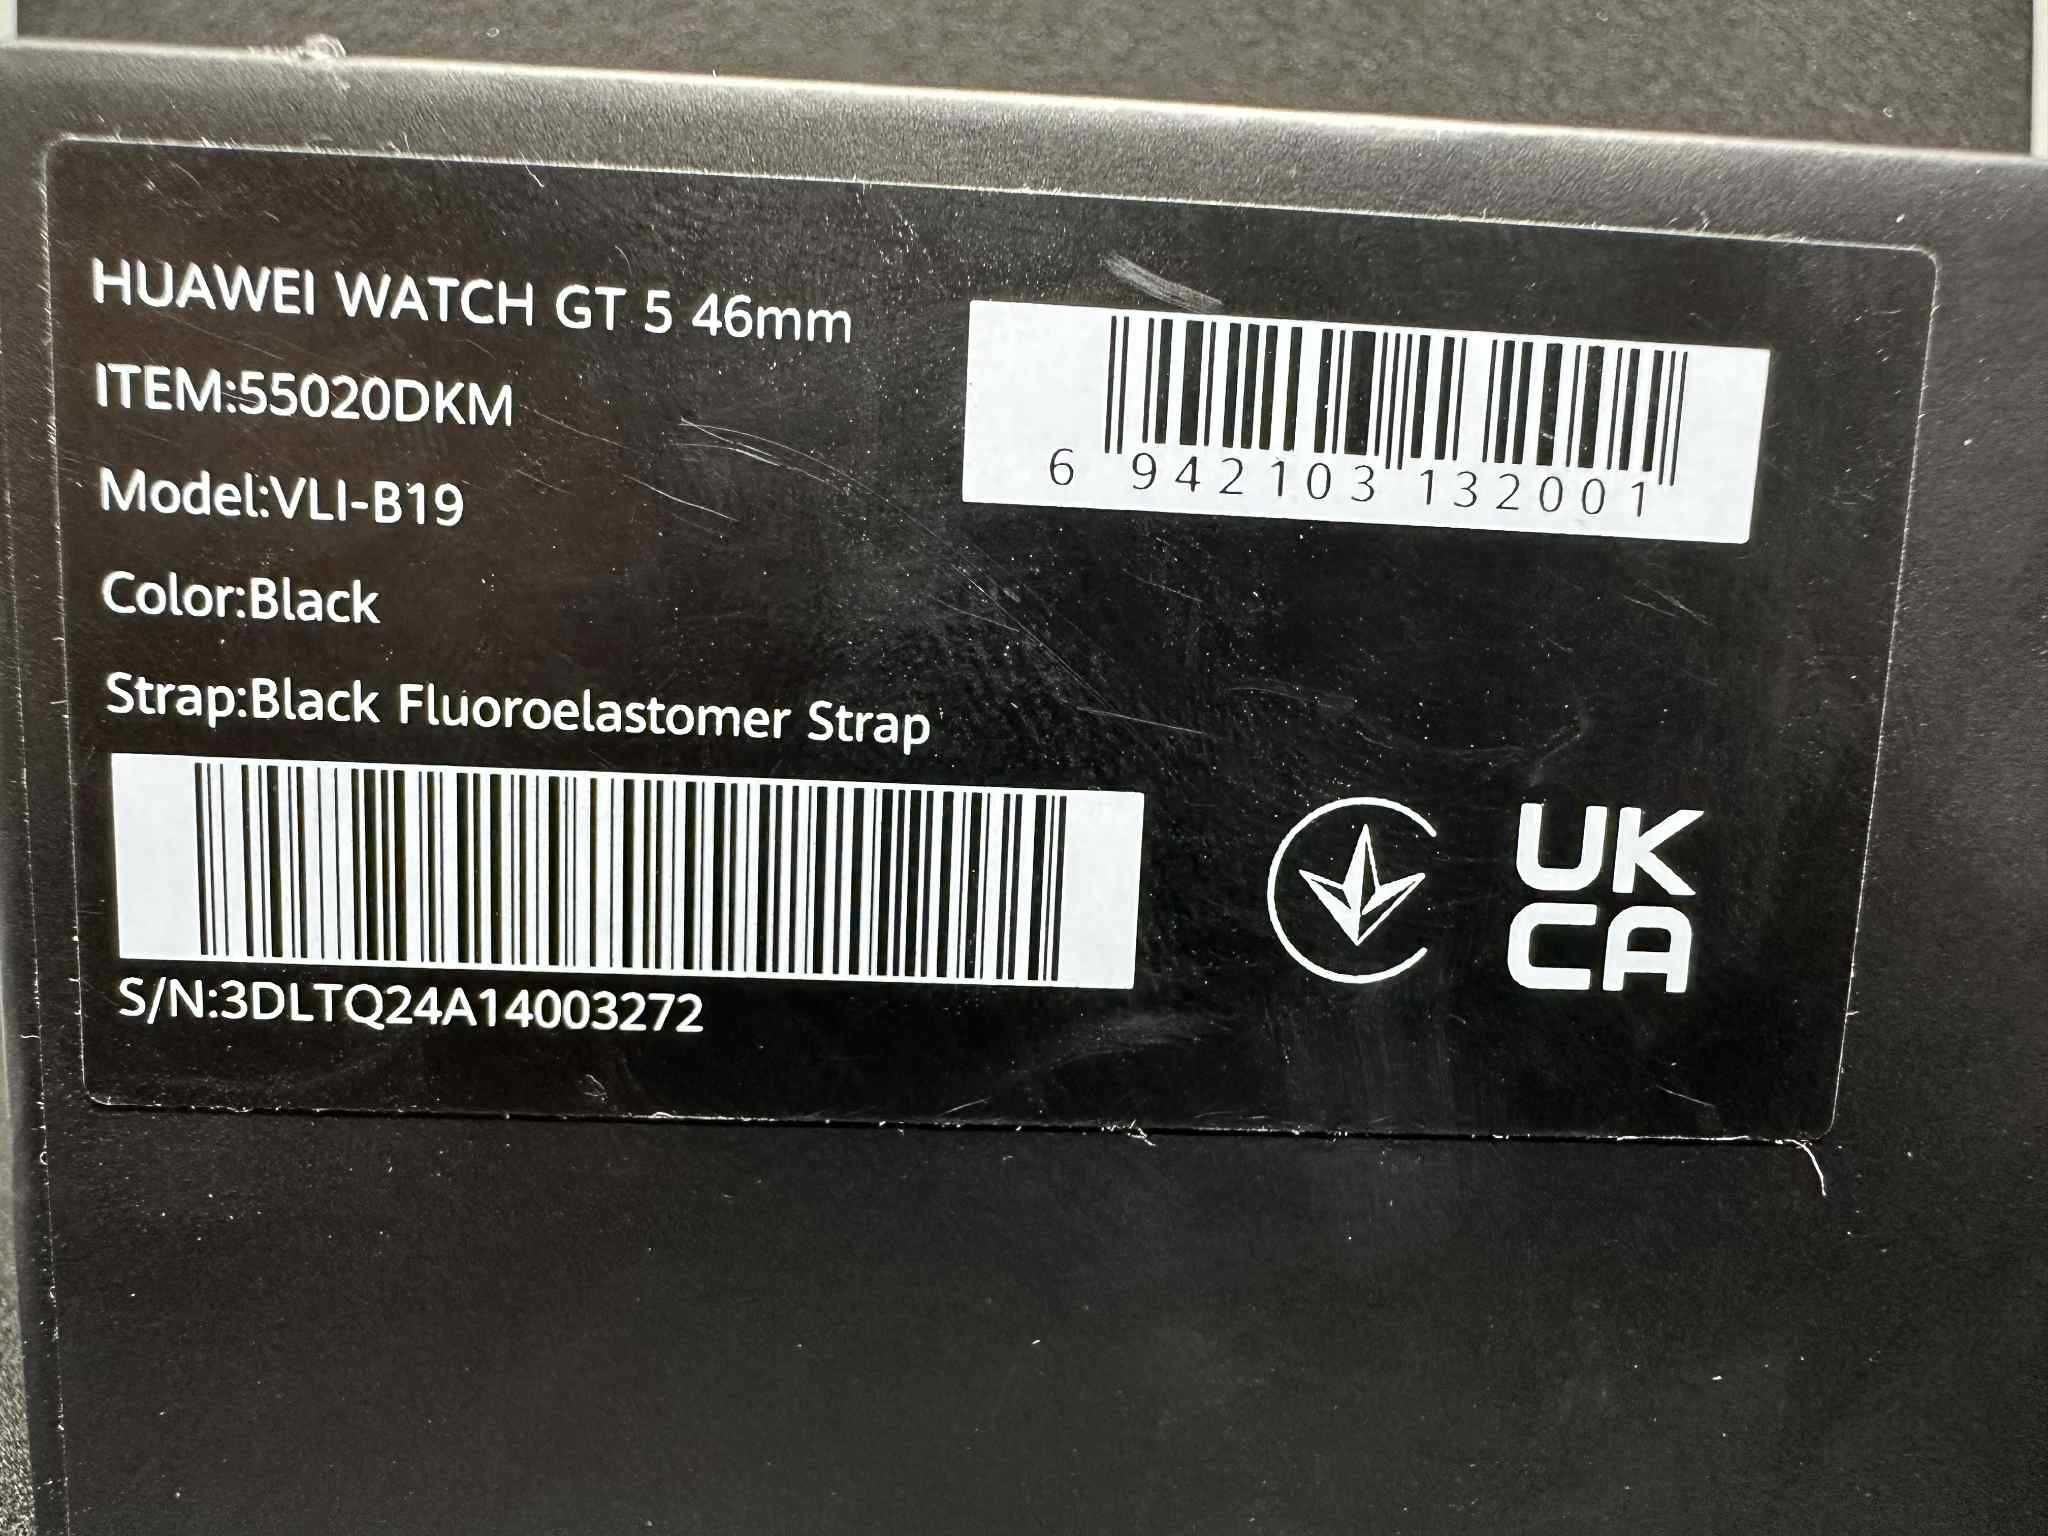 HUAWEI WATCH GT 5 46mm
ITEM:55020DKM
Model:VLI-B19
Color:Black
Strap:Black Fluoroelastomer Strap
S/N:3DLTQ24A14003272
6 942103 132001
UK
CA